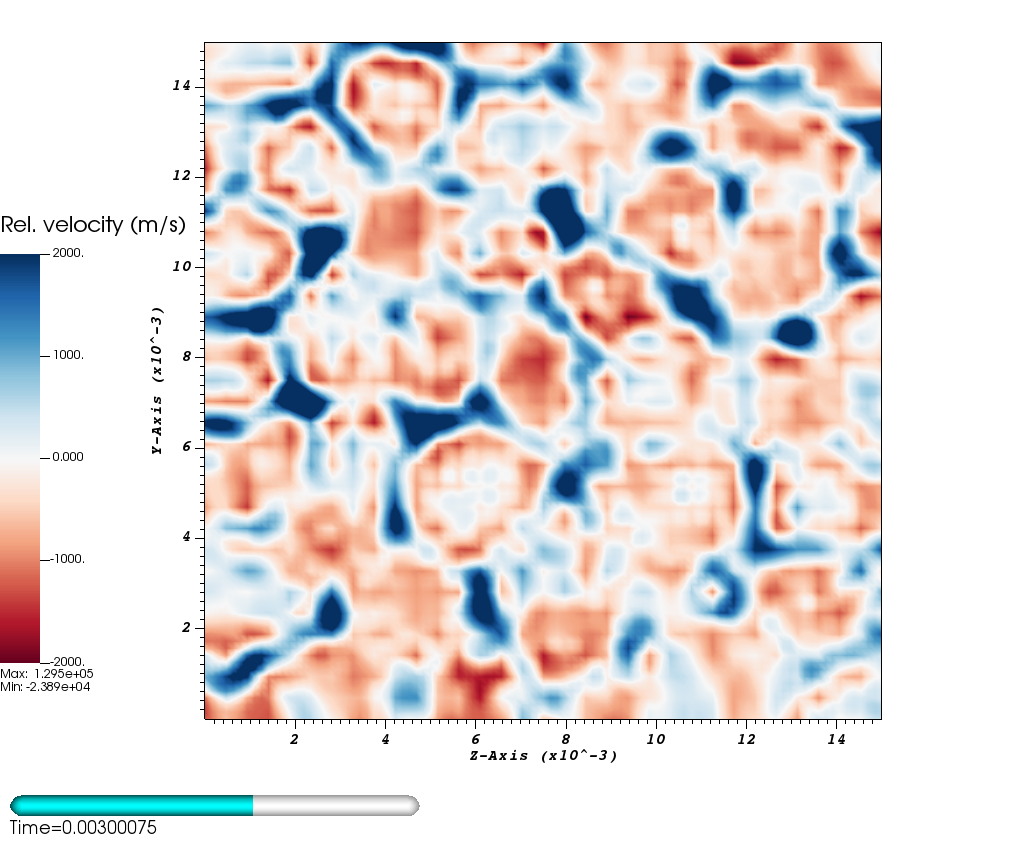 Rel. velocity (m/s)
2000.
1000.
0.000
-1000.
-2000.
Max: 1.295e+05
Min: -2.389e+04
Y-Axis (x10^-3)
14
12
10
8
6
4
2
2 4 6 8 10 12 14
Z-Axis (x10^-3)
Time=0.00300075